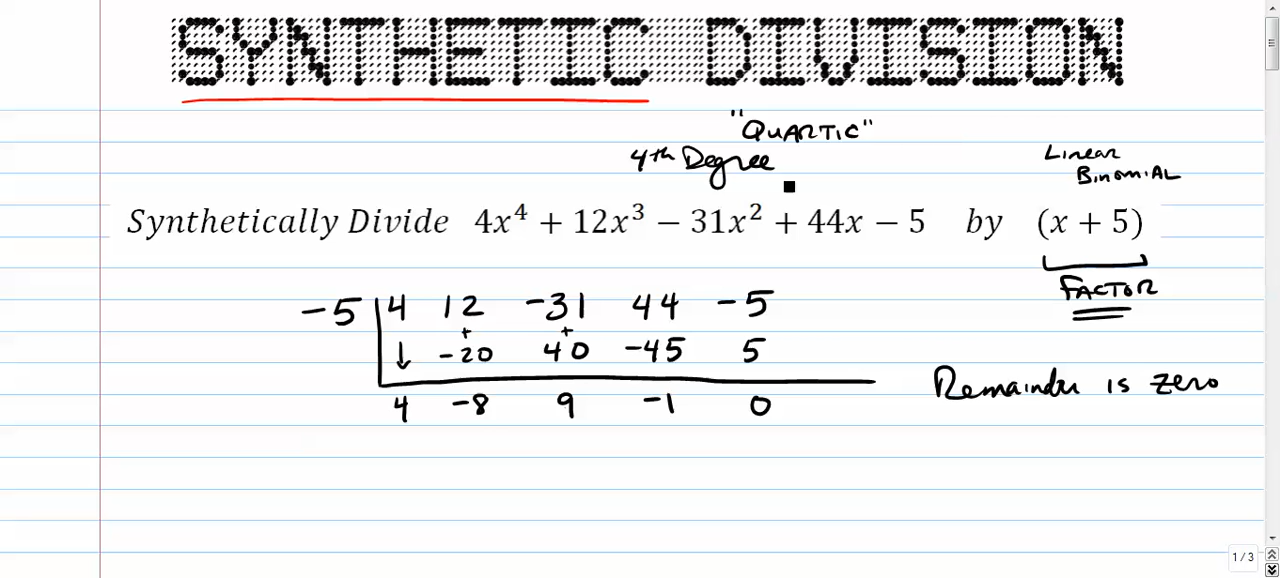 SYNTHETIC DIVISION
"QUARTIC"
4th Degree
Linear
BinomiAL
Synthetically Divide 4x⁴ + 12x³ − 31x² + 44x − 5 by (x + 5)
FACTOR
-5 | 4 12 -31 44 -5
+ +
↓ -20 40 -45 5
Remainder is zero
4 -8 9 -1 0
1 / 3